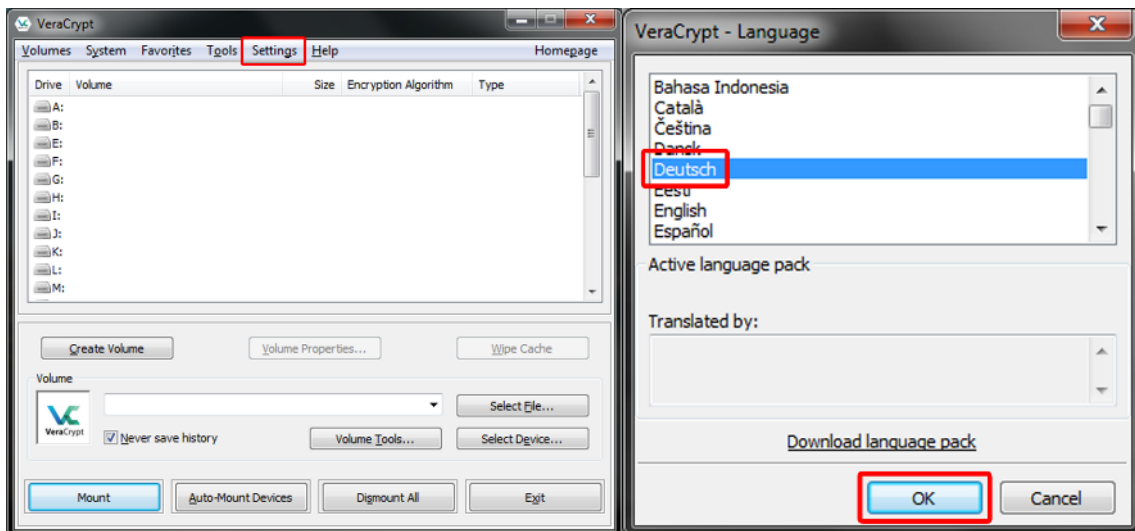 VeraCrypt
Volumes System Favorites Tools Settings Help Homepage
Drive Volume Size Encryption Algorithm Type
A:
B:
E:
F:
G:
H:
I:
J:
K:
L:
M:
Create Volume Volume Properties... Wipe Cache
Volume
VeraCrypt
Select File...
Never save history Volume Tools... Select Device...
Mount Auto-Mount Devices Dismount All Exit
VeraCrypt - Language
Bahasa Indonesia
Català
Čeština
Dansk
Deutsch
Eesti
English
Español
Active language pack
Translated by:
Download language pack
OK Cancel